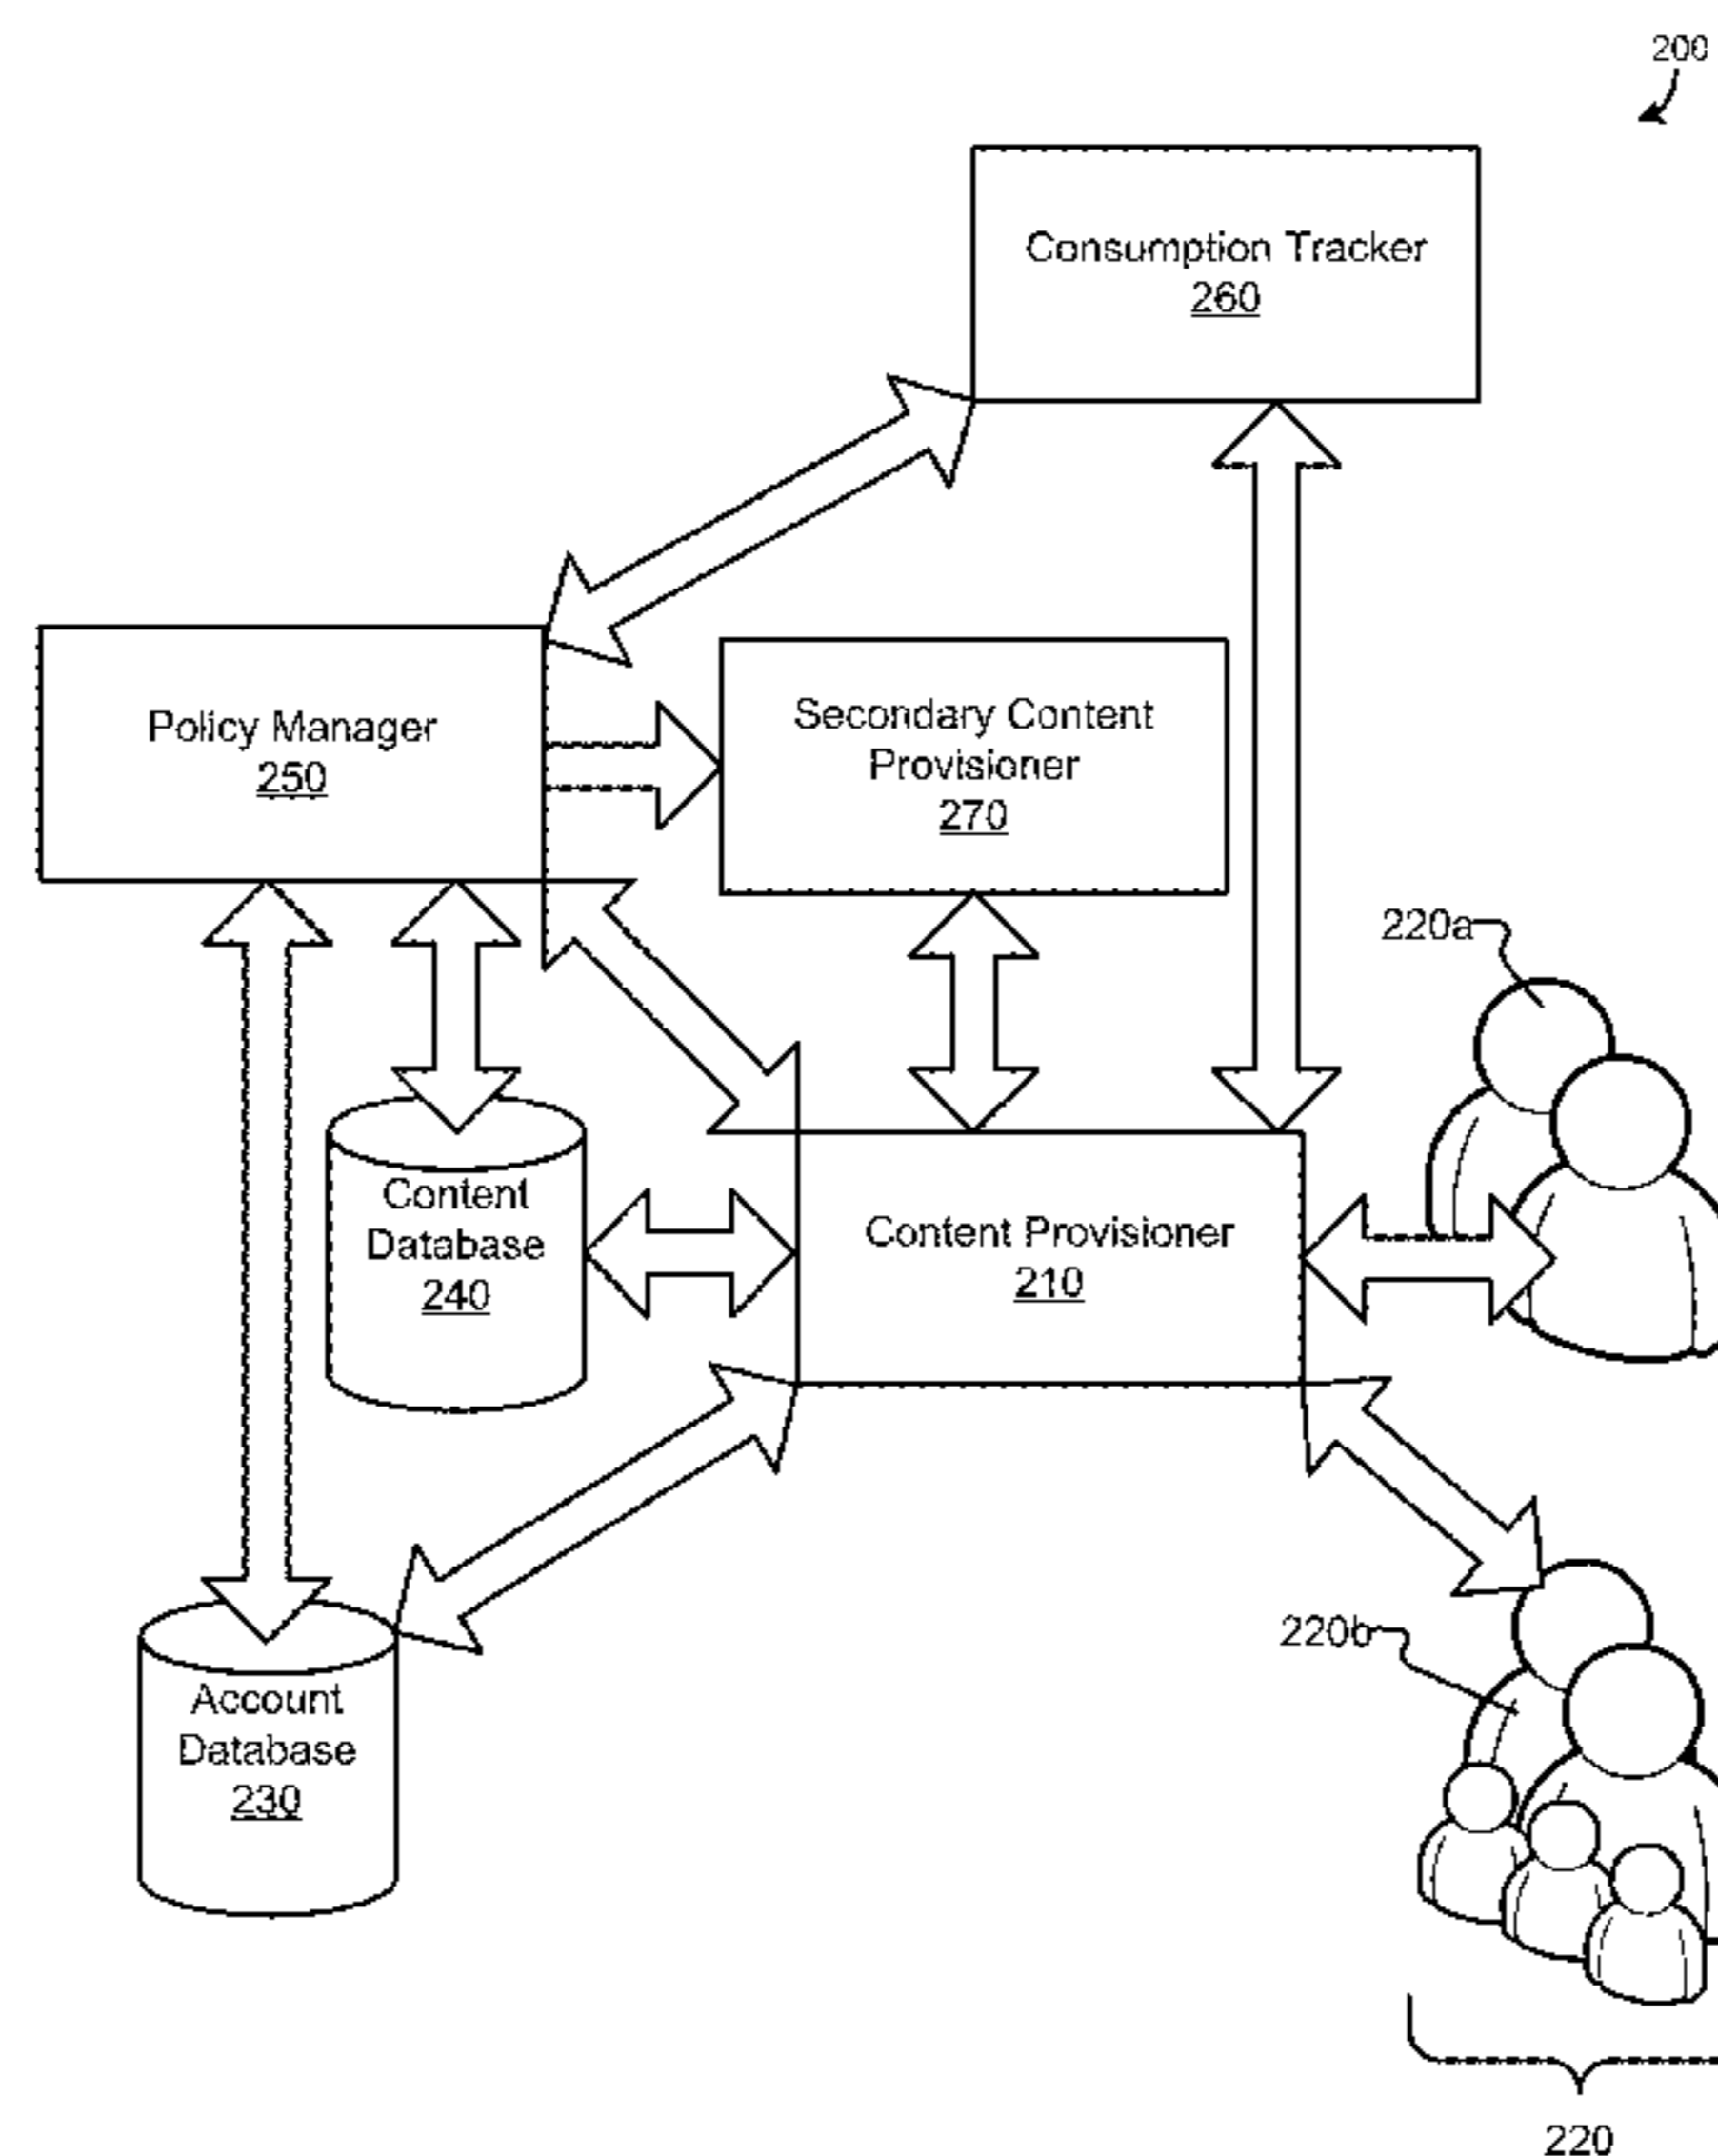 200
Consumption Tracker
260
Policy Manager
250
Secondary Content
Provisioner
270
220a
Content
Database
240
Content Provisioner
210
220b
Account
Database
230
220